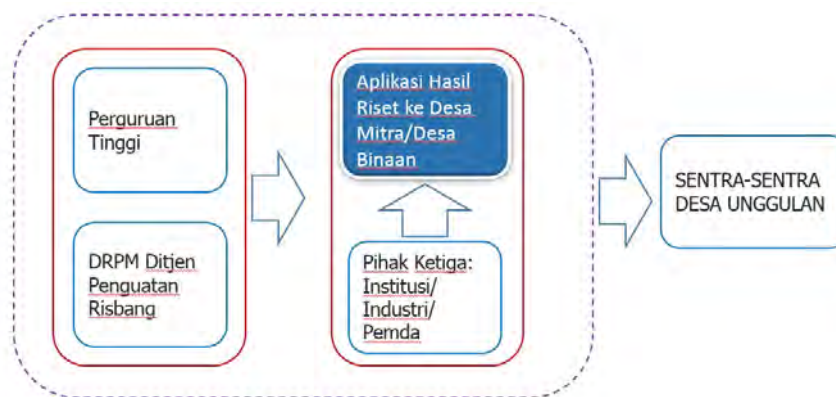 Perguruan
Tinggi
DRPM Ditjen
Penguatan
Risbang
Aplikasi Hasil
Riset ke Desa
Mitra/Desa
Binaan
Pihak Ketiga:
Institusi/
Industri/
Pemda
SENTRA-SENTRA
DESA UNGGULAN